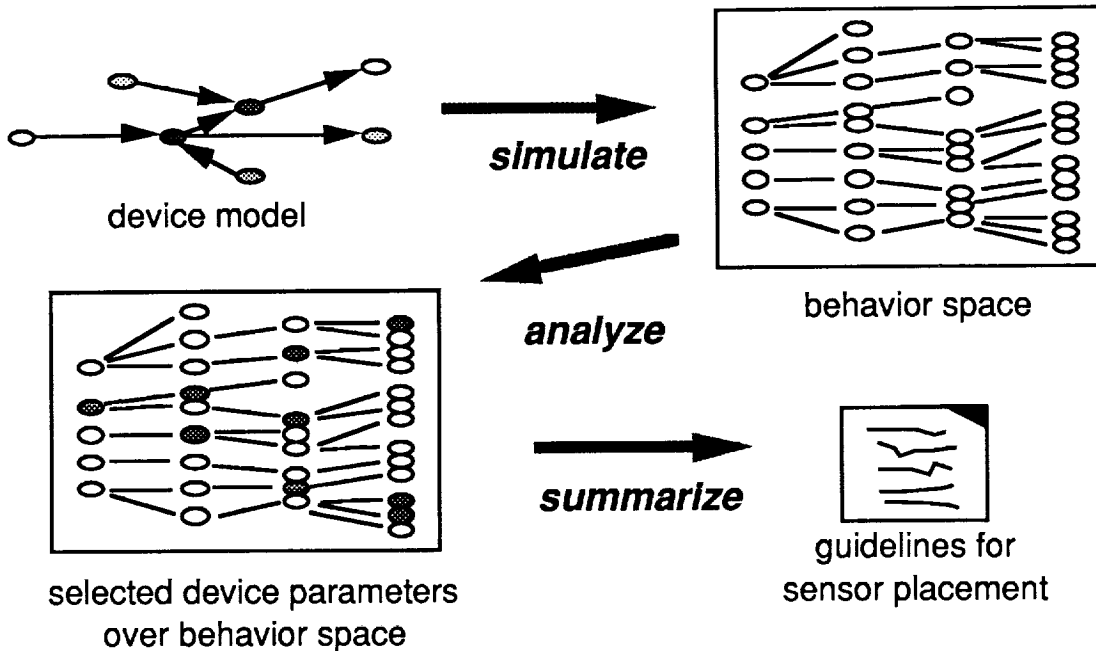 device model
simulate
behavior space
analyze
selected device parameters
over behavior space
summarize
guidelines for
sensor placement